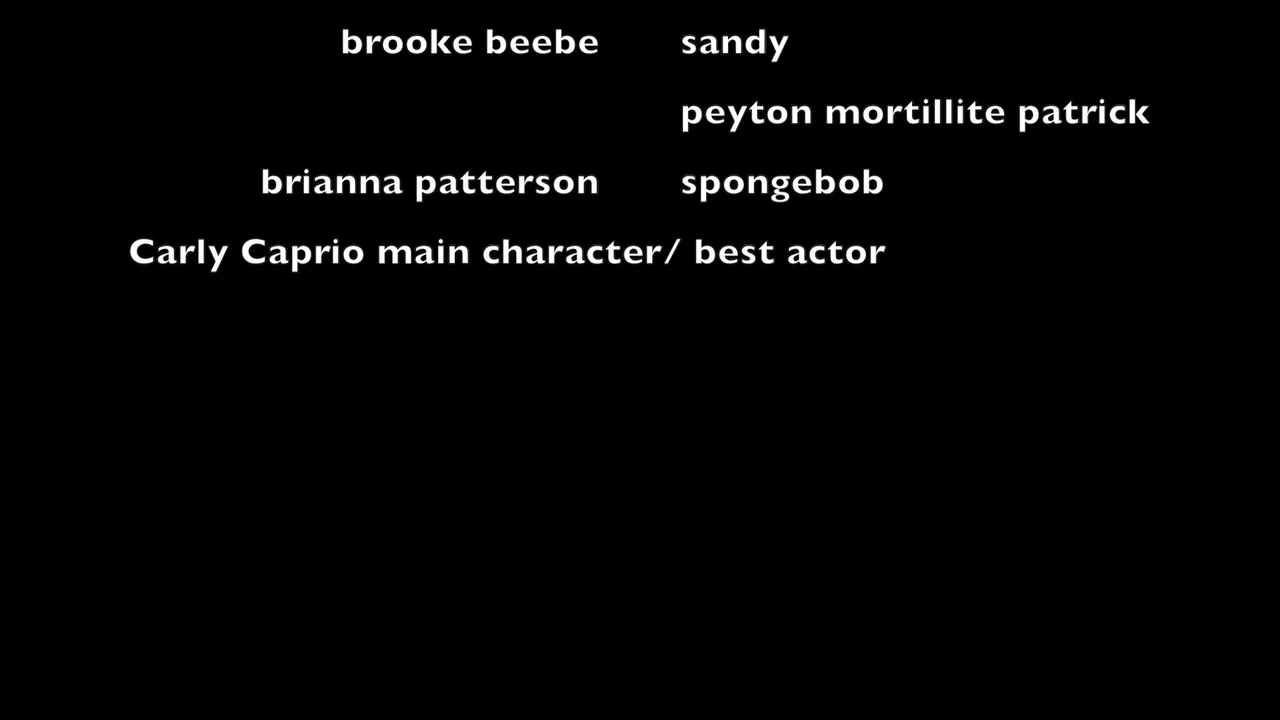 brooke beebe sandy
peyton mortillite patrick
brianna patterson spongebob
Carly Caprio main character/ best actor